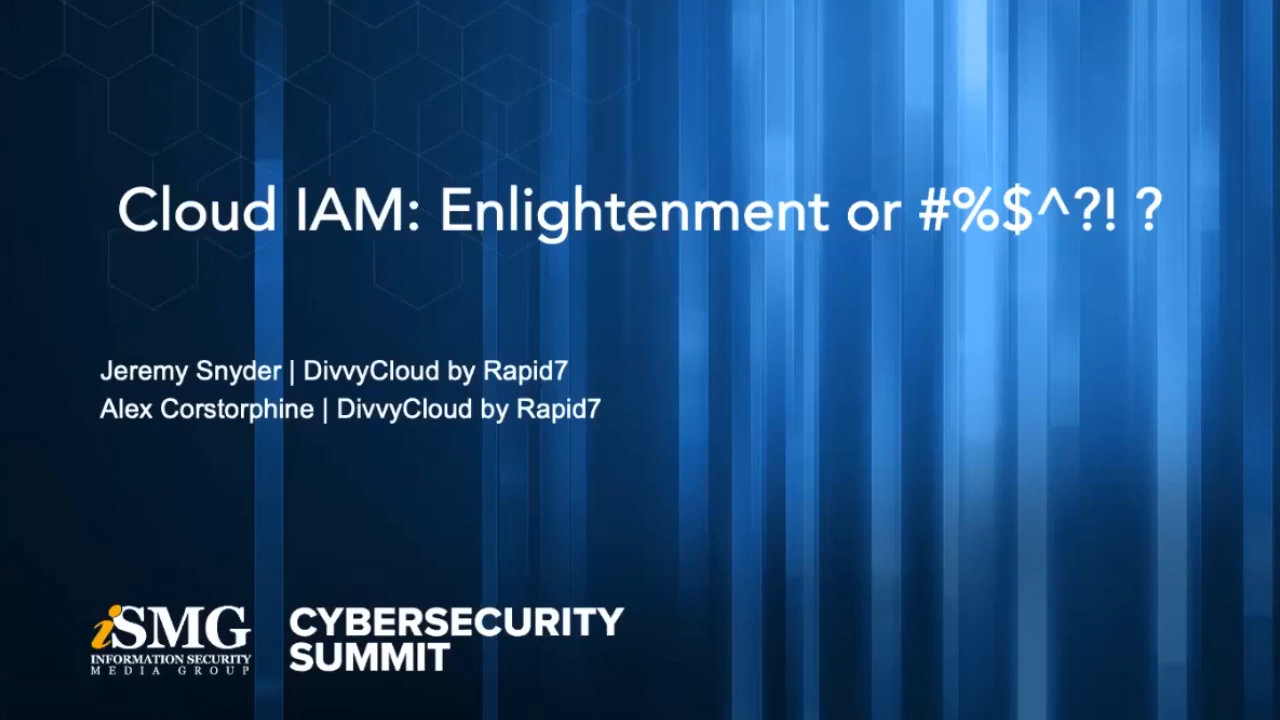 Cloud IAM: Enlightenment or #%$^?! ?
Jeremy Snyder | DivvyCloud by Rapid7
Alex Corstorphine | DivvyCloud by Rapid7
iSMG
INFORMATION SECURITY
MEDIA GROUP
CYBERSECURITY
SUMMIT